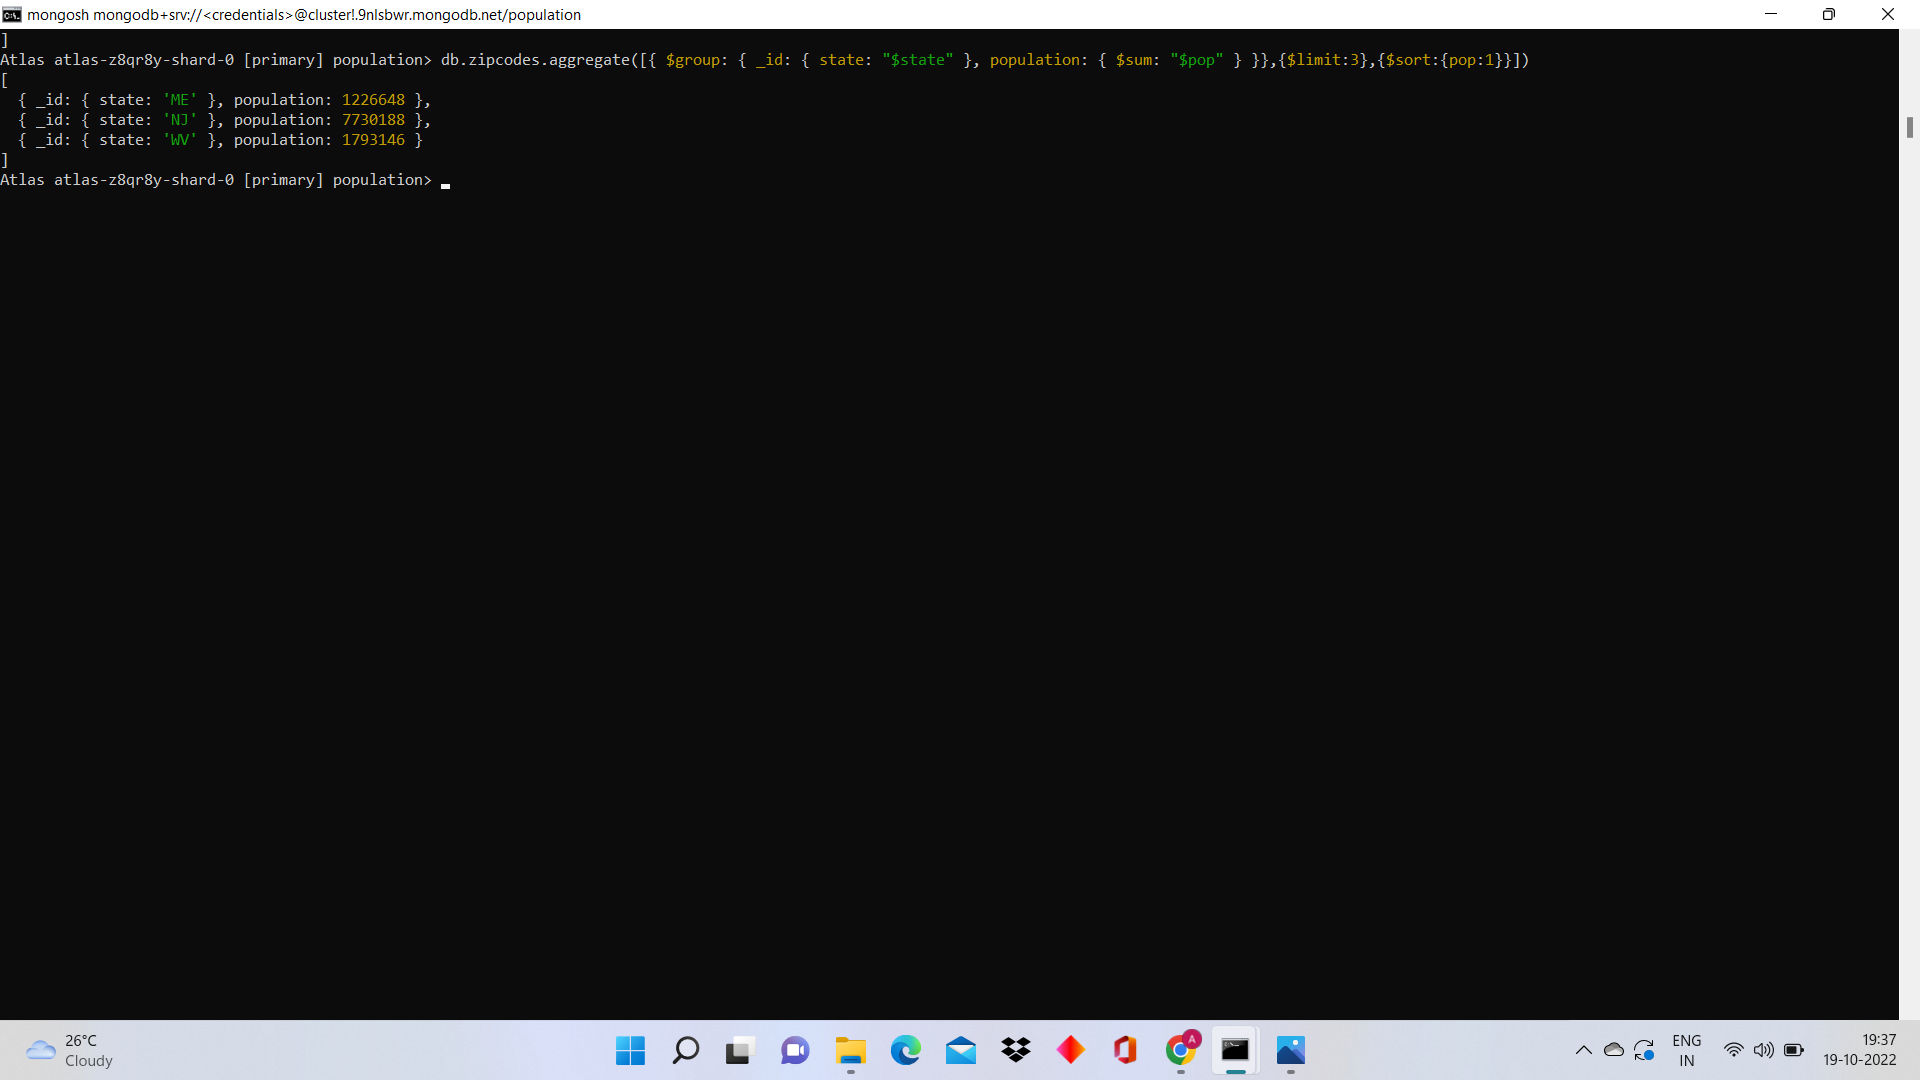 mongosh mongodb+srv://<credentials>@cluster!.9nlsbwr.mongodb.net/population
]
Atlas atlas-z8qr8y-shard-0 [primary] population> db.zipcodes.aggregate([{ $group: { _id: { state: "$state" }, population: { $sum: "$pop" } }},{$limit:3},{$sort:{pop:1}}])
[
  { _id: { state: 'ME' }, population: 1226648 },
  { _id: { state: 'NJ' }, population: 7730188 },
  { _id: { state: 'WV' }, population: 1793146 }
]
Atlas atlas-z8qr8y-shard-0 [primary] population>
26°C
Cloudy
A
ENG
IN
19:37
19-10-2022